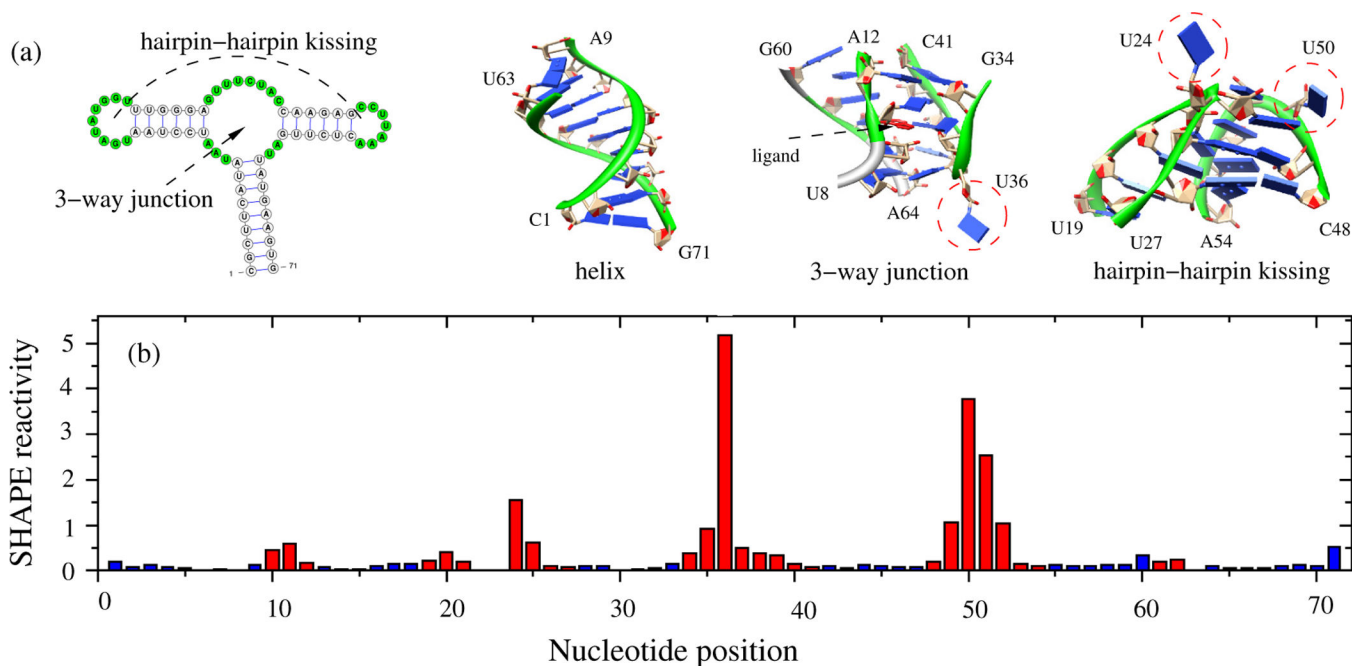 (a)
hairpin–hairpin kissing
3-way junction
1
71
A9
U63
C1
G71
helix
G60
A12
C41
G34
ligand
U8
U36
A64
3-way junction
U24
U50
U19
U27
A54
C48
hairpin–hairpin kissing
(b)
SHAPE reactivity
5
4
3
2
1
0
0 10 20 30 40 50 60 70
Nucleotide position